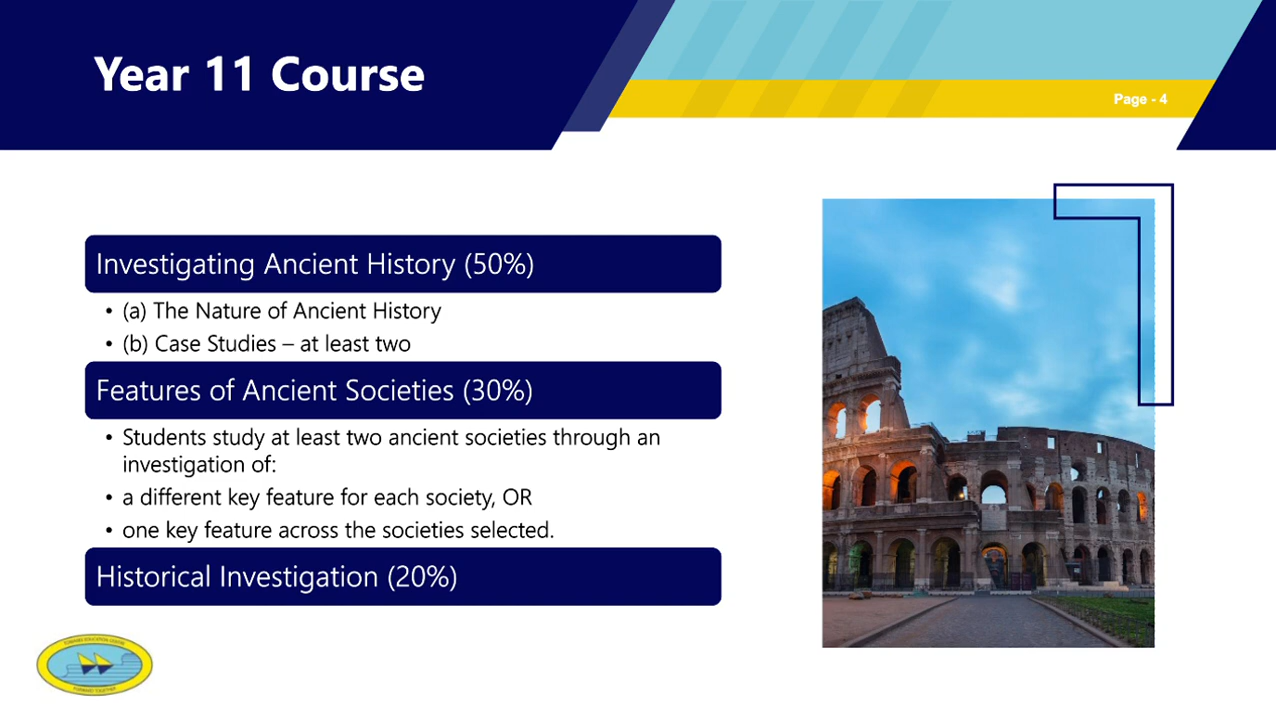 Year 11 Course
Page - 4
Investigating Ancient History (50%)
• (a) The Nature of Ancient History
• (b) Case Studies – at least two
Features of Ancient Societies (30%)
• Students study at least two ancient societies through an
investigation of:
• a different key feature for each society, OR
• one key feature across the societies selected.
Historical Investigation (20%)